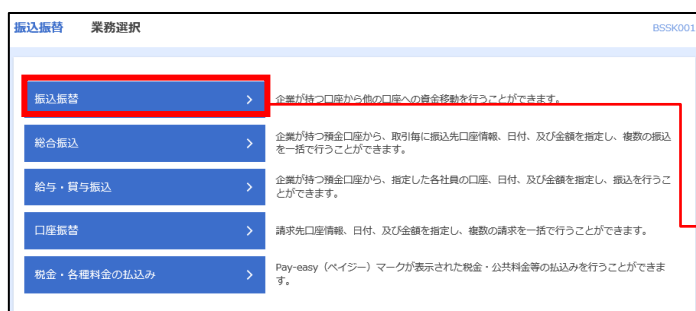 振込振替 業務選択 BSSK001
振込振替 企業が持つ口座から他の口座への資金移動を行うことができます。
総合振込 企業が持つ預金口座から、取引毎に振込先口座情報、日付、及び金額を指定し、複数の振込
を一括で行うことができます。
給与・賞与振込 企業が持つ預金口座から、指定した各社員の口座、日付、及び金額を指定し、振込を行うこ
とができます。
口座振替 請求先口座情報、日付、及び金額を指定し、複数の請求を一括で行うことができます。
税金・各種料金の払込み Pay-easy（ペイジー）マークが表示された税金・公共料金等の払込みを行うことができま
す。